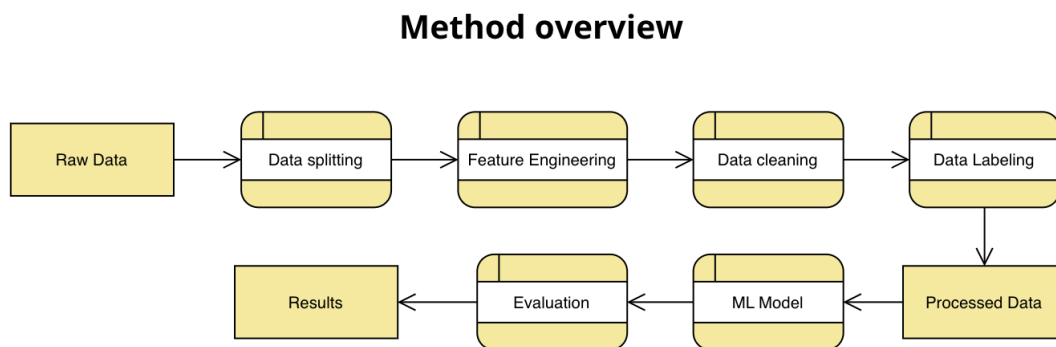 Method overview
Raw Data
Data splitting
Feature Engineering
Data cleaning
Data Labeling
Processed Data
ML Model
Evaluation
Results